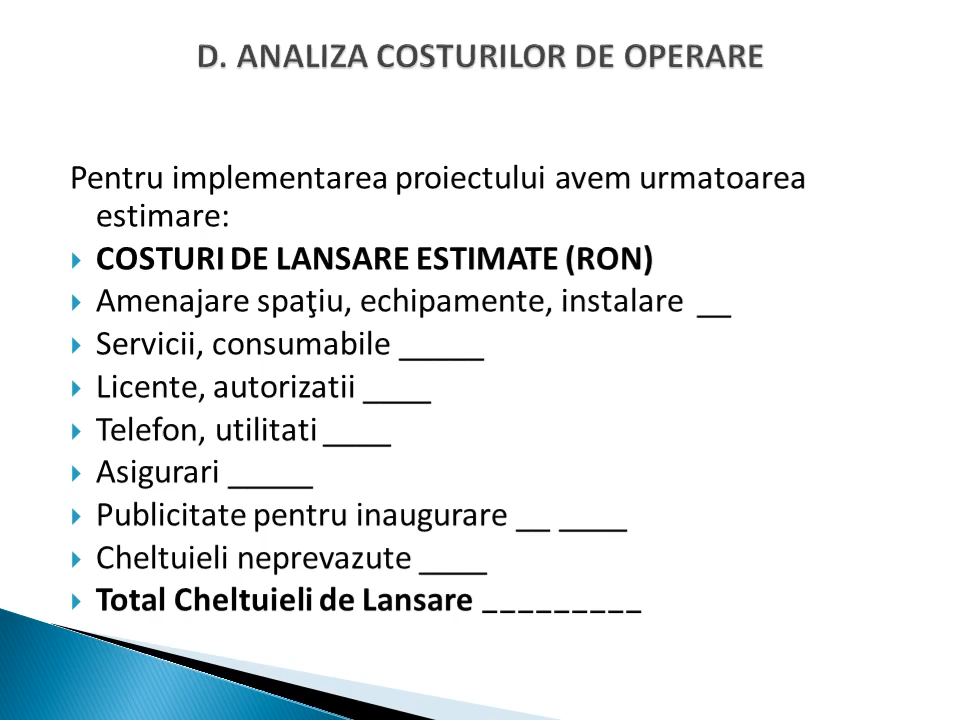 D. ANALIZA COSTURILOR DE OPERARE
Pentru implementarea proiectului avem urmatoarea
estimare:
COSTURI DE LANSARE ESTIMATE (RON)
Amenajare spaţiu, echipamente, instalare __
Servicii, consumabile _____
Licente, autorizatii ____
Telefon, utilitati ____
Asigurari _____
Publicitate pentru inaugurare __ ____
Cheltuieli neprevazute ____
Total Cheltuieli de Lansare _________